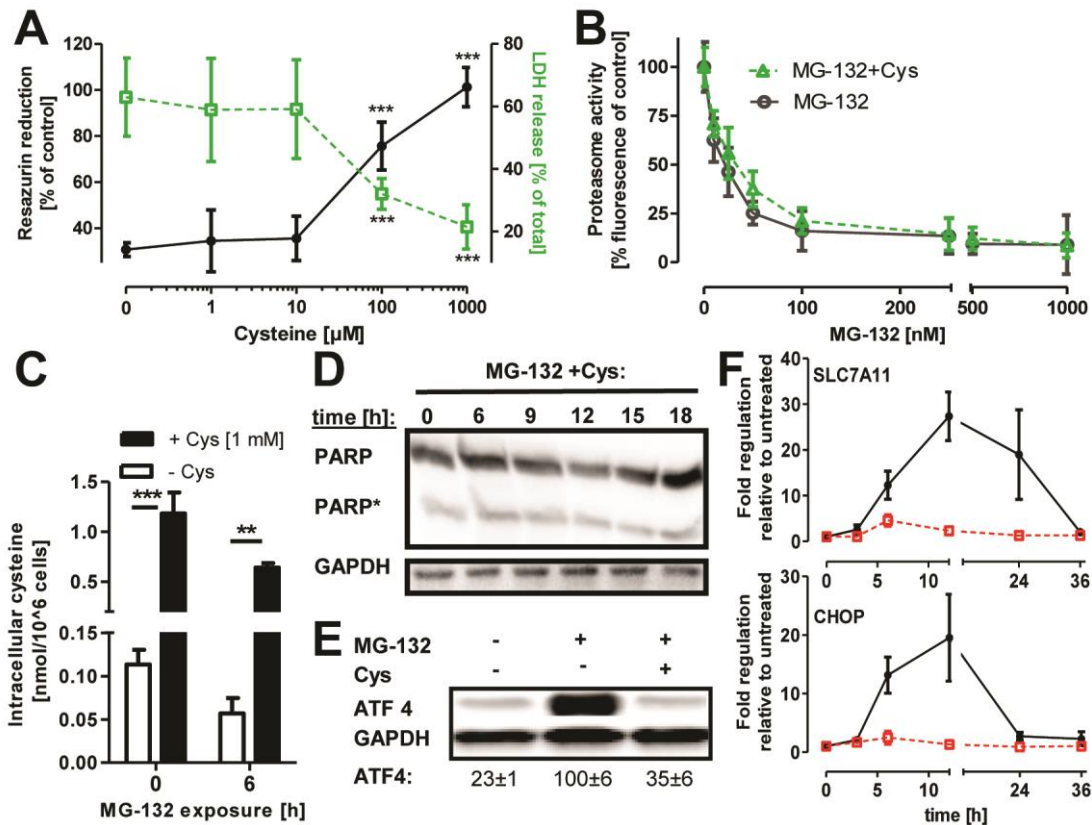 A
Resazurin reduction
[% of control]
120
100
80
60
40
80
60
40
20
LDH release [% of total]
***
***
***
***
0
1
10
100
1000
Cysteine [µM]
B
Proteasome activity
[% fluorescence of control]
100
75
50
25
0
MG-132+Cys
MG-132
0
100
200
500
1000
MG-132 [nM]
C
+ Cys [1 mM]
- Cys
Intracellular cysteine
[nmol/10^6 cells]
1.5
1.0
0.5
0.15
0.10
0.05
0.00
***
**
0
6
MG-132 exposure [h]
D
MG-132 +Cys:
time [h]: 0 6 9 12 15 18
PARP
PARP*
GAPDH
E
MG-132 - + +
Cys - - +
ATF 4
GAPDH
ATF4: 23±1 100±6 35±6
F
SLC7A11
Fold regulation
relative to untreated
40
30
20
10
0
0 5 10 24 36
CHOP
Fold regulation
relative to untreated
30
20
10
0
0 5 10 24 36
time [h]